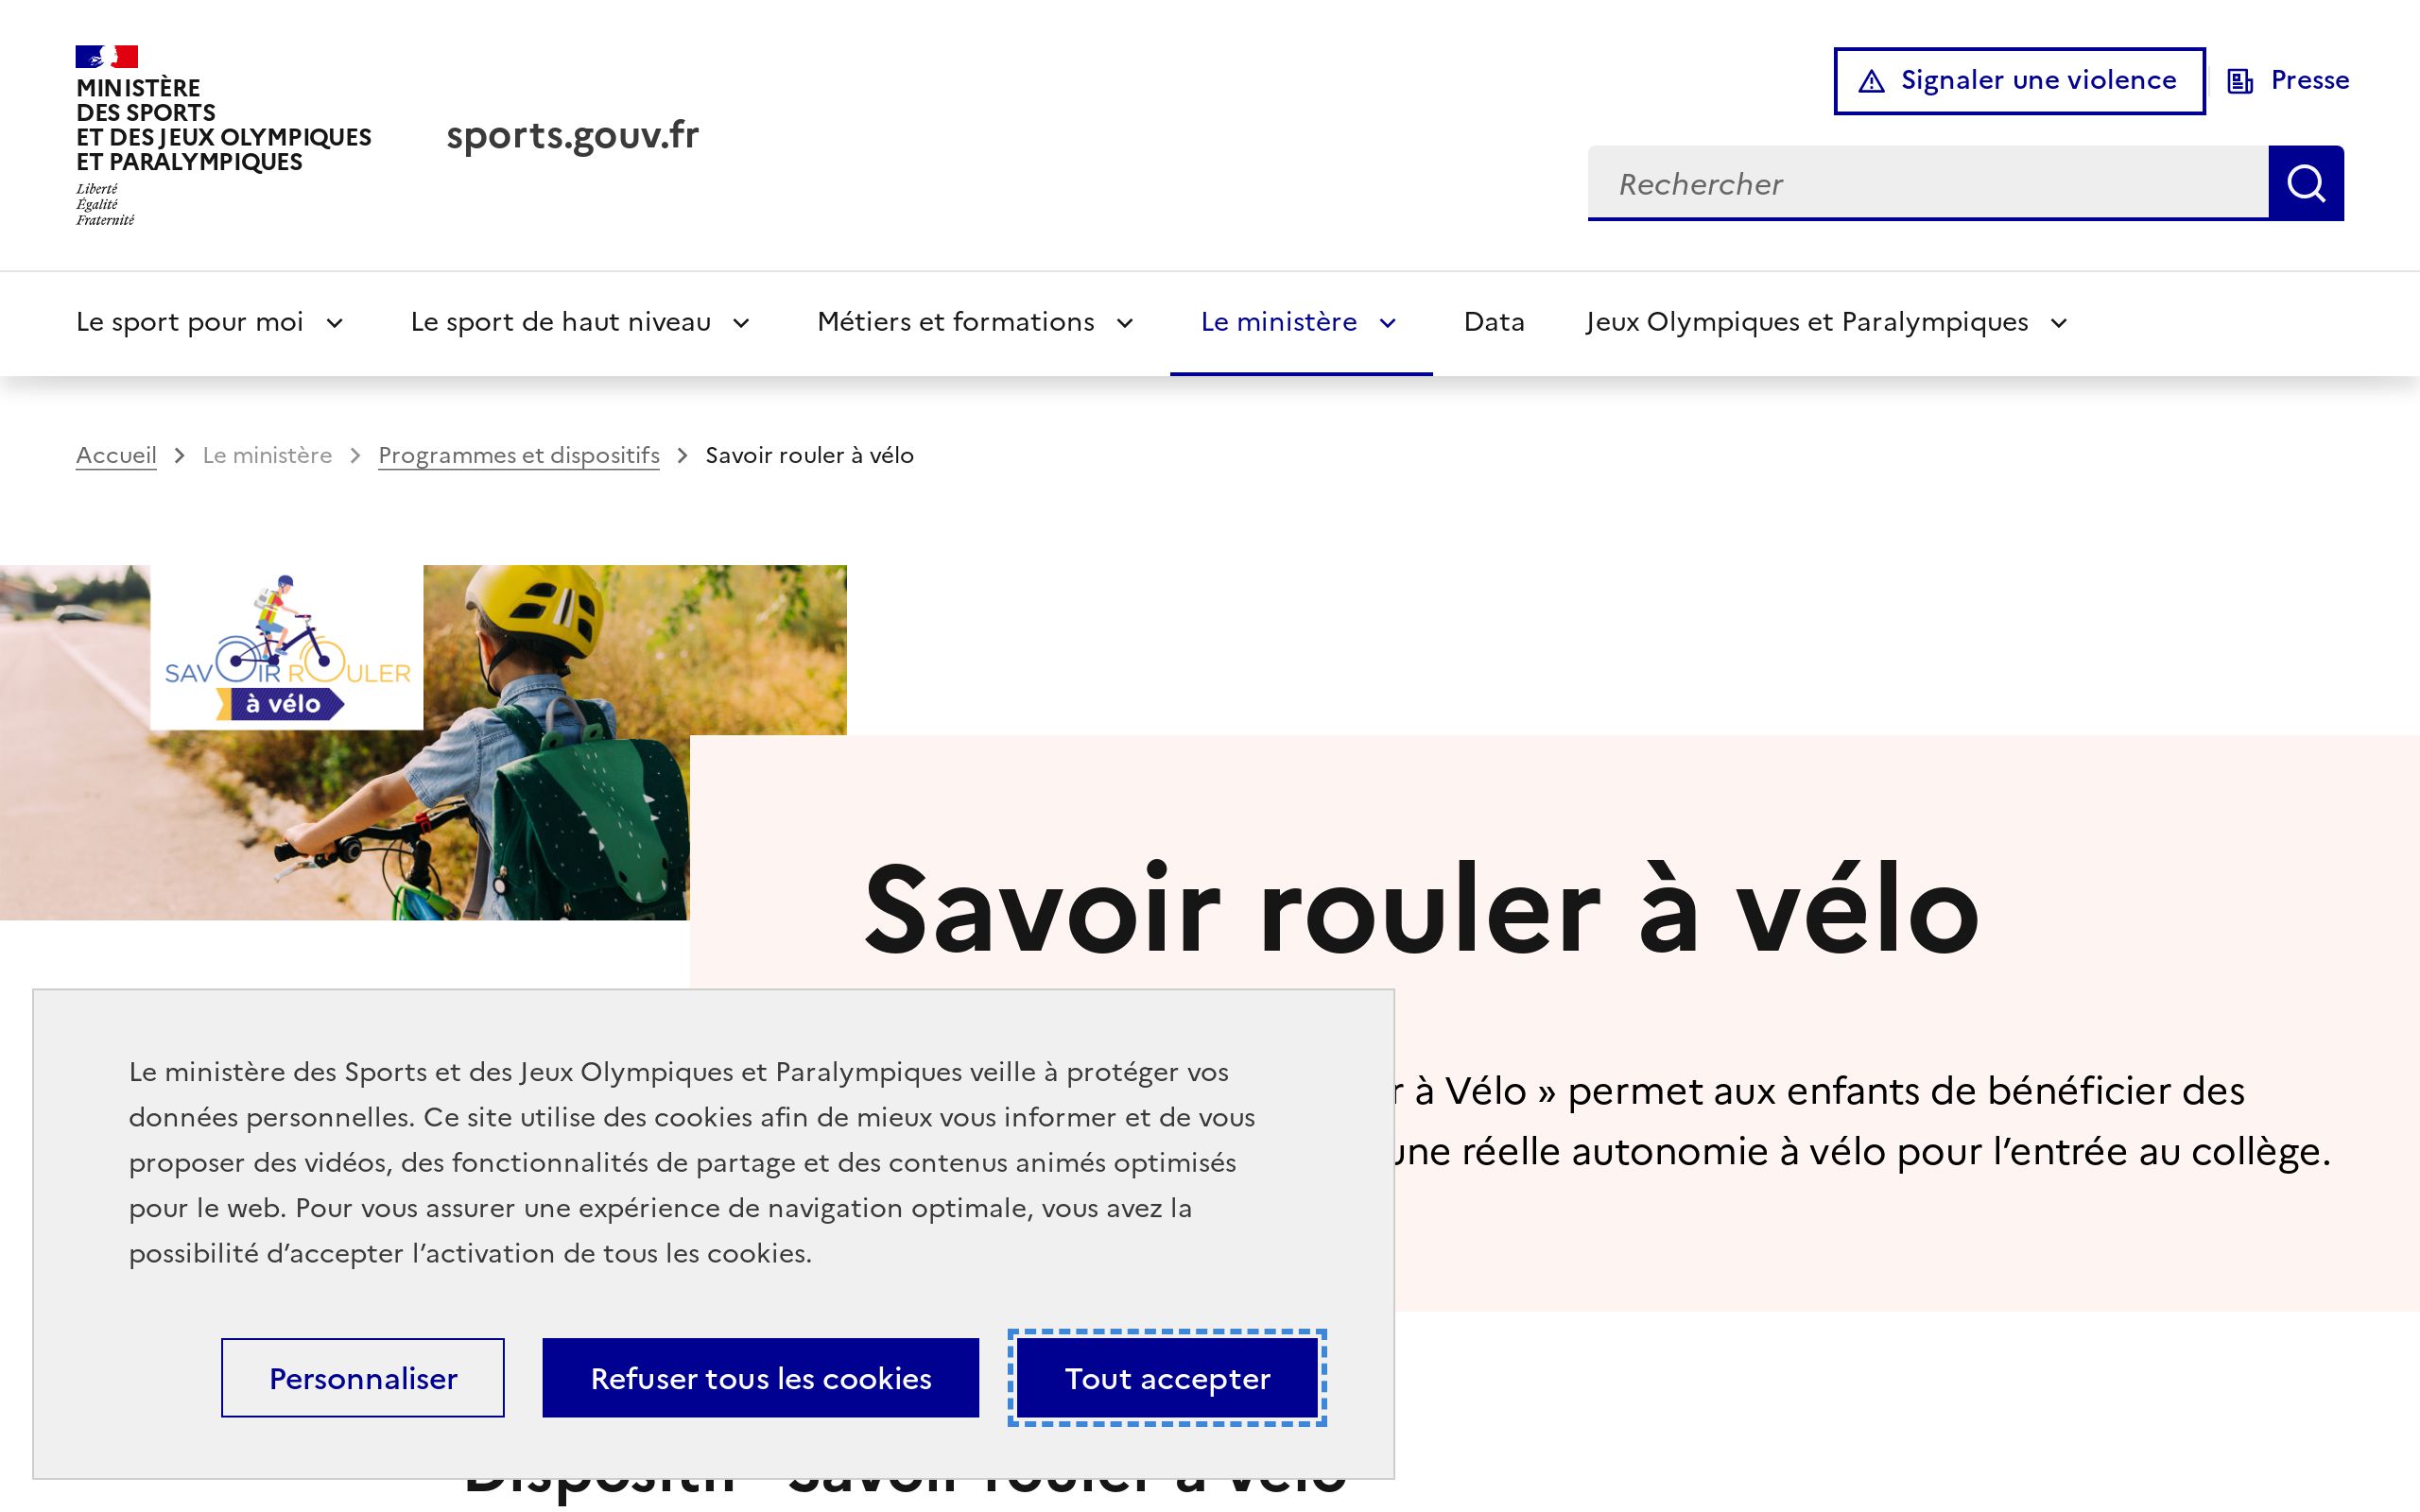 MINISTÈRE
DES SPORTS
ET DES JEUX OLYMPIQUES
ET PARALYMPIQUES
Liberté
Égalité
Fraternité
sports.gouv.fr
Signaler une violence
Presse
Rechercher
Le sport pour moi
Le sport de haut niveau
Métiers et formations
Le ministère
Data
Jeux Olympiques et Paralympiques
Accueil > Le ministère > Programmes et dispositifs > Savoir rouler à vélo
SAVOIR ROULER
à vélo
Savoir rouler à vélo
à Vélo » permet aux enfants de bénéficier des
une réelle autonomie à vélo pour l’entrée au collège.
Le ministère des Sports et des Jeux Olympiques et Paralympiques veille à protéger vos
données personnelles. Ce site utilise des cookies afin de mieux vous informer et de vous
proposer des vidéos, des fonctionnalités de partage et des contenus animés optimisés
pour le web. Pour vous assurer une expérience de navigation optimale, vous avez la
possibilité d’accepter l’activation de tous les cookies.
Personnaliser
Refuser tous les cookies
Tout accepter
Dispositif " Savoir rouler à vélo "